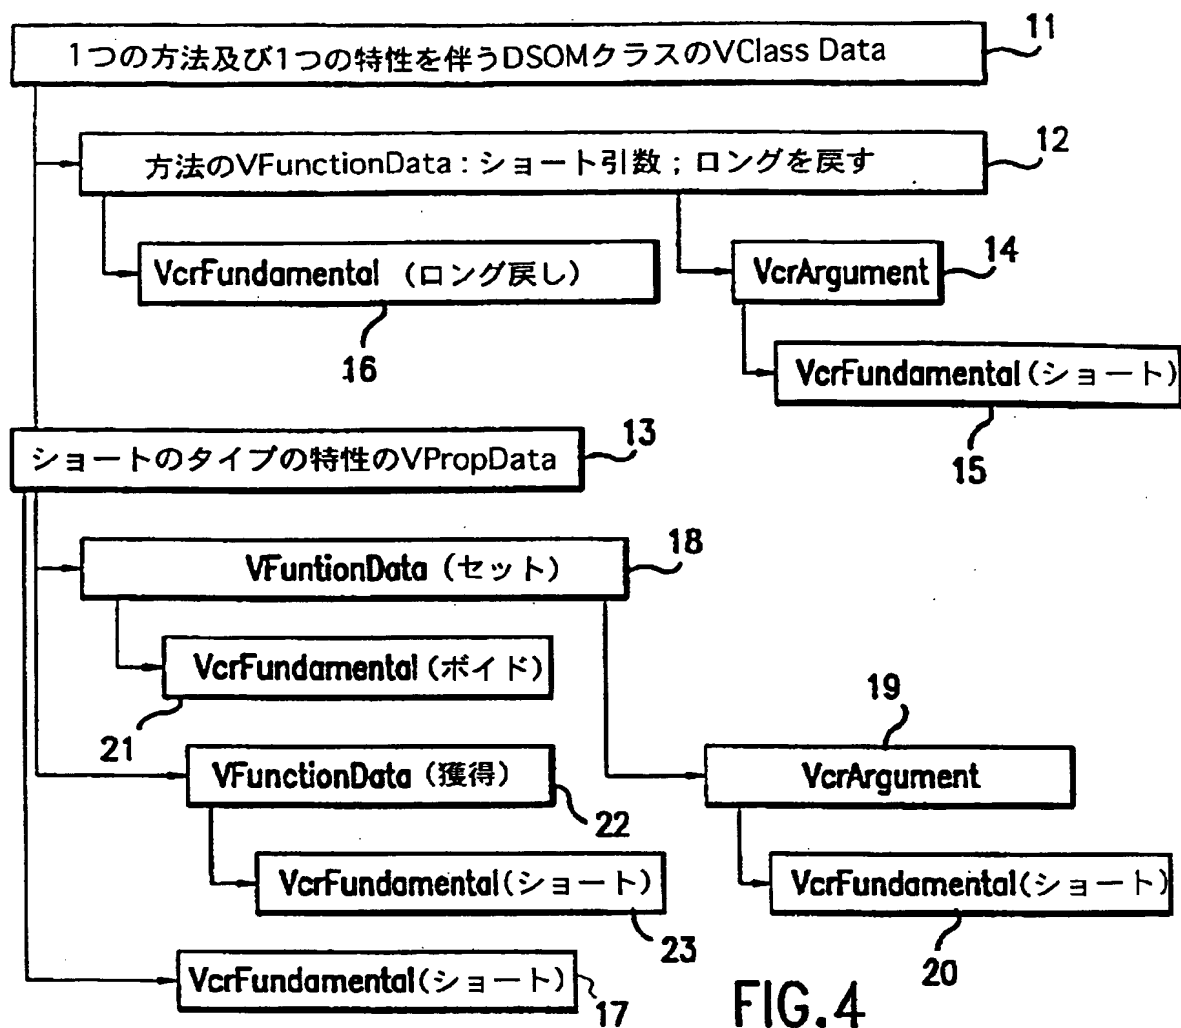 11
1つの方法及び1つの特性を伴うDSOMクラスのVClass Data
12
方法のVFunctionData:ショート引数;ロングを戻す
VcrFundamental (ロング戻し)
16
VcrArgument
14
VcrFundamental(ショート)
15
ショートのタイプの特性のVPropData
13
VFuntionData(セット)
18
VcrFundamental(ボイド)
21
19
VFunctionData(獲得)
22
VcrArgument
VcrFundamental(ショート)
23
VcrFundamental(ショート)
20
VcrFundamental(ショート)
17
FIG.4